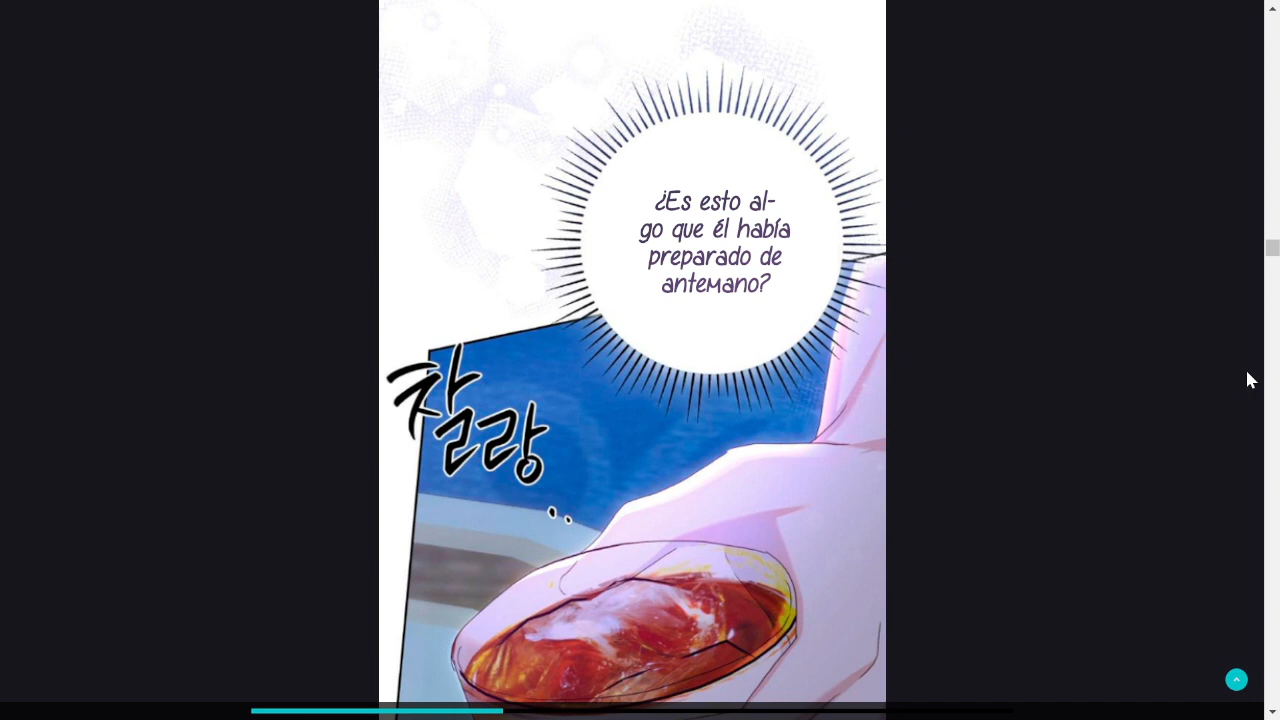 ¿Es esto al-
go que él había
preparado de
antemano?
찰랑